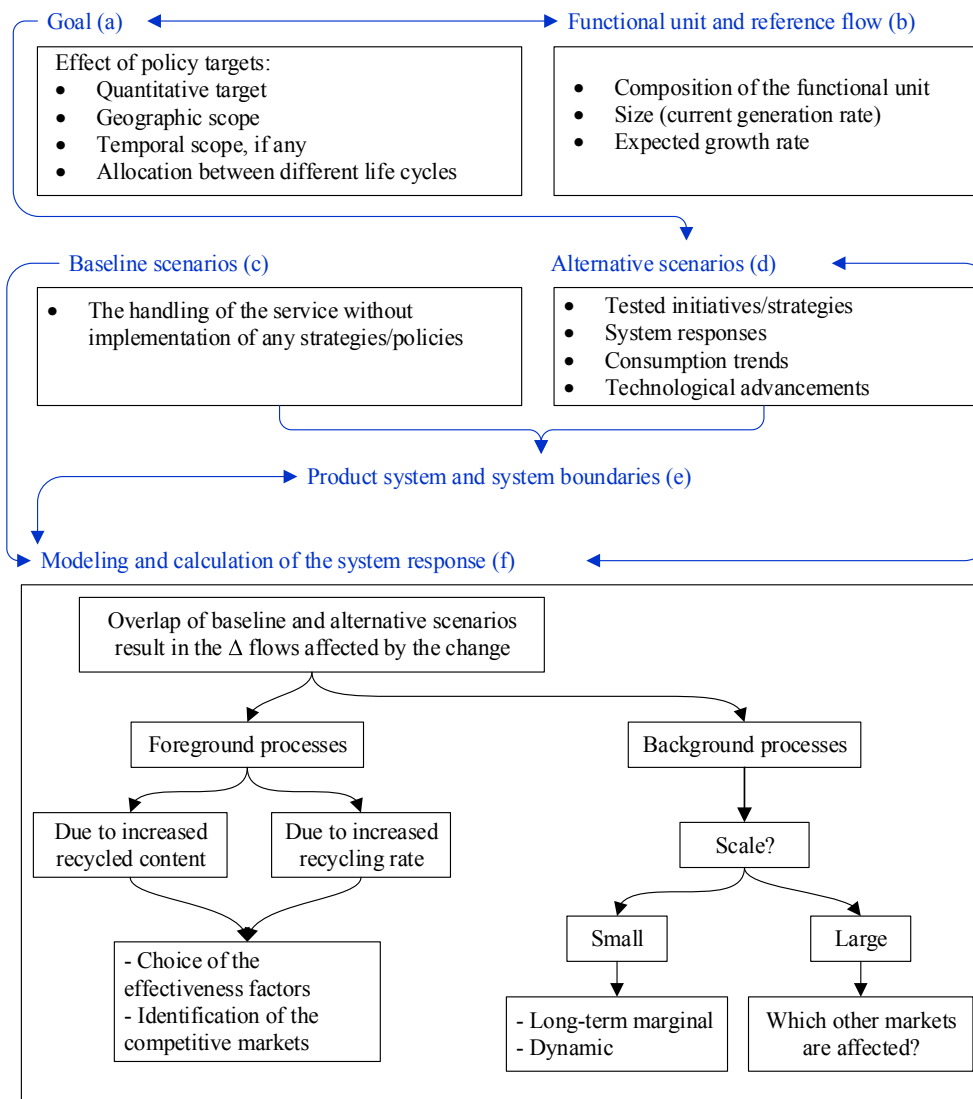 Goal (a)
Functional unit and reference flow (b)
Effect of policy targets:
• Quantitative target
• Geographic scope
• Temporal scope, if any
• Allocation between different life cycles
• Composition of the functional unit
• Size (current generation rate)
• Expected growth rate
Baseline scenarios (c)
Alternative scenarios (d)
• The handling of the service without
implementation of any strategies/policies
• Tested initiatives/strategies
• System responses
• Consumption trends
• Technological advancements
Product system and system boundaries (e)
Modeling and calculation of the system response (f)
Overlap of baseline and alternative scenarios
result in the Δ flows affected by the change
Foreground processes
Background processes
Due to increased
recycled content
Due to increased
recycling rate
Scale?
Small
Large
- Choice of the
effectiveness factors
- Identification of the
competitive markets
- Long-term marginal
- Dynamic
Which other markets
are affected?